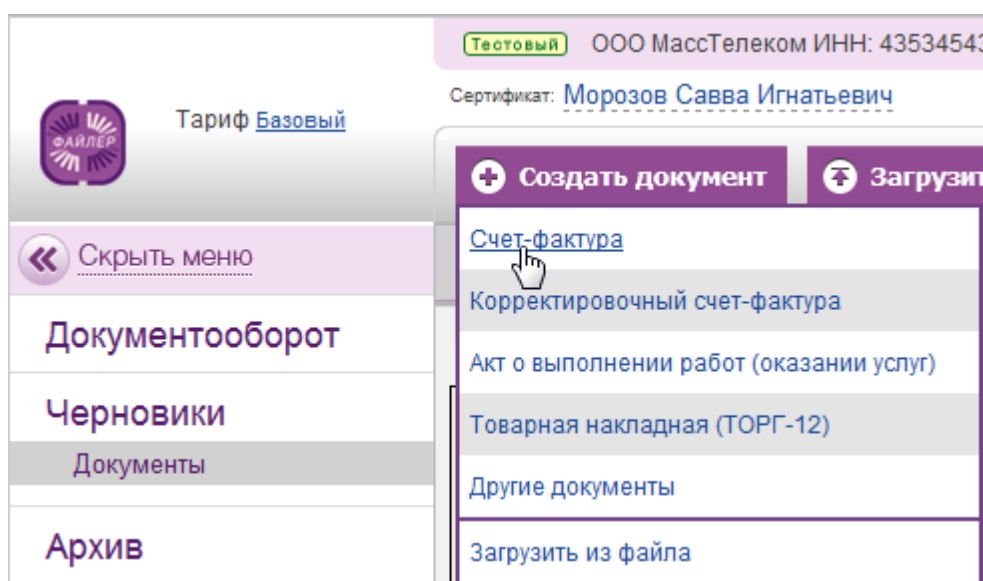 Тестовый ООО МассТелеком ИНН: 43534543
Сертификат: Морозов Савва Игнатьевич
ФАЙЛЕР
Тариф Базовый
Создать документ
Загрузит
Скрыть меню
Документооборот
Черновики
Документы
Архив
Счет-фактура
Корректировочный счет-фактура
Акт о выполнении работ (оказании услуг)
Товарная накладная (ТОРГ-12)
Другие документы
Загрузить из файла